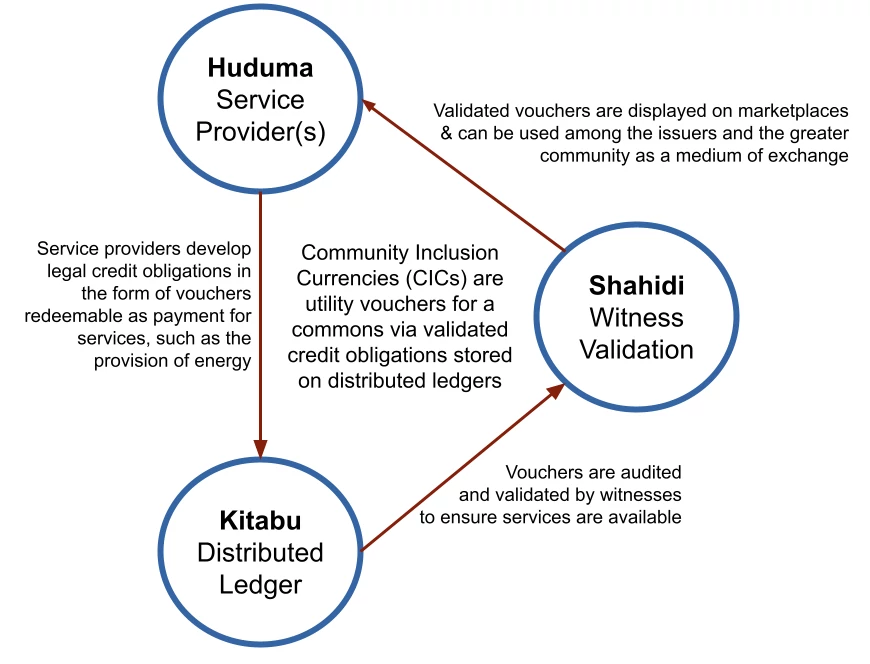 Huduma
Service
Provider(s)
Validated vouchers are displayed on marketplaces
& can be used among the issuers and the greater
community as a medium of exchange
Service providers develop
legal credit obligations in
the form of vouchers
redeemable as payment for
services, such as the
provision of energy
Community Inclusion
Currencies (CICs) are
utility vouchers for a
commons via validated
credit obligations stored
on distributed ledgers
Shahidi
Witness
Validation
Vouchers are audited
and validated by witnesses
to ensure services are available
Kitabu
Distributed
Ledger